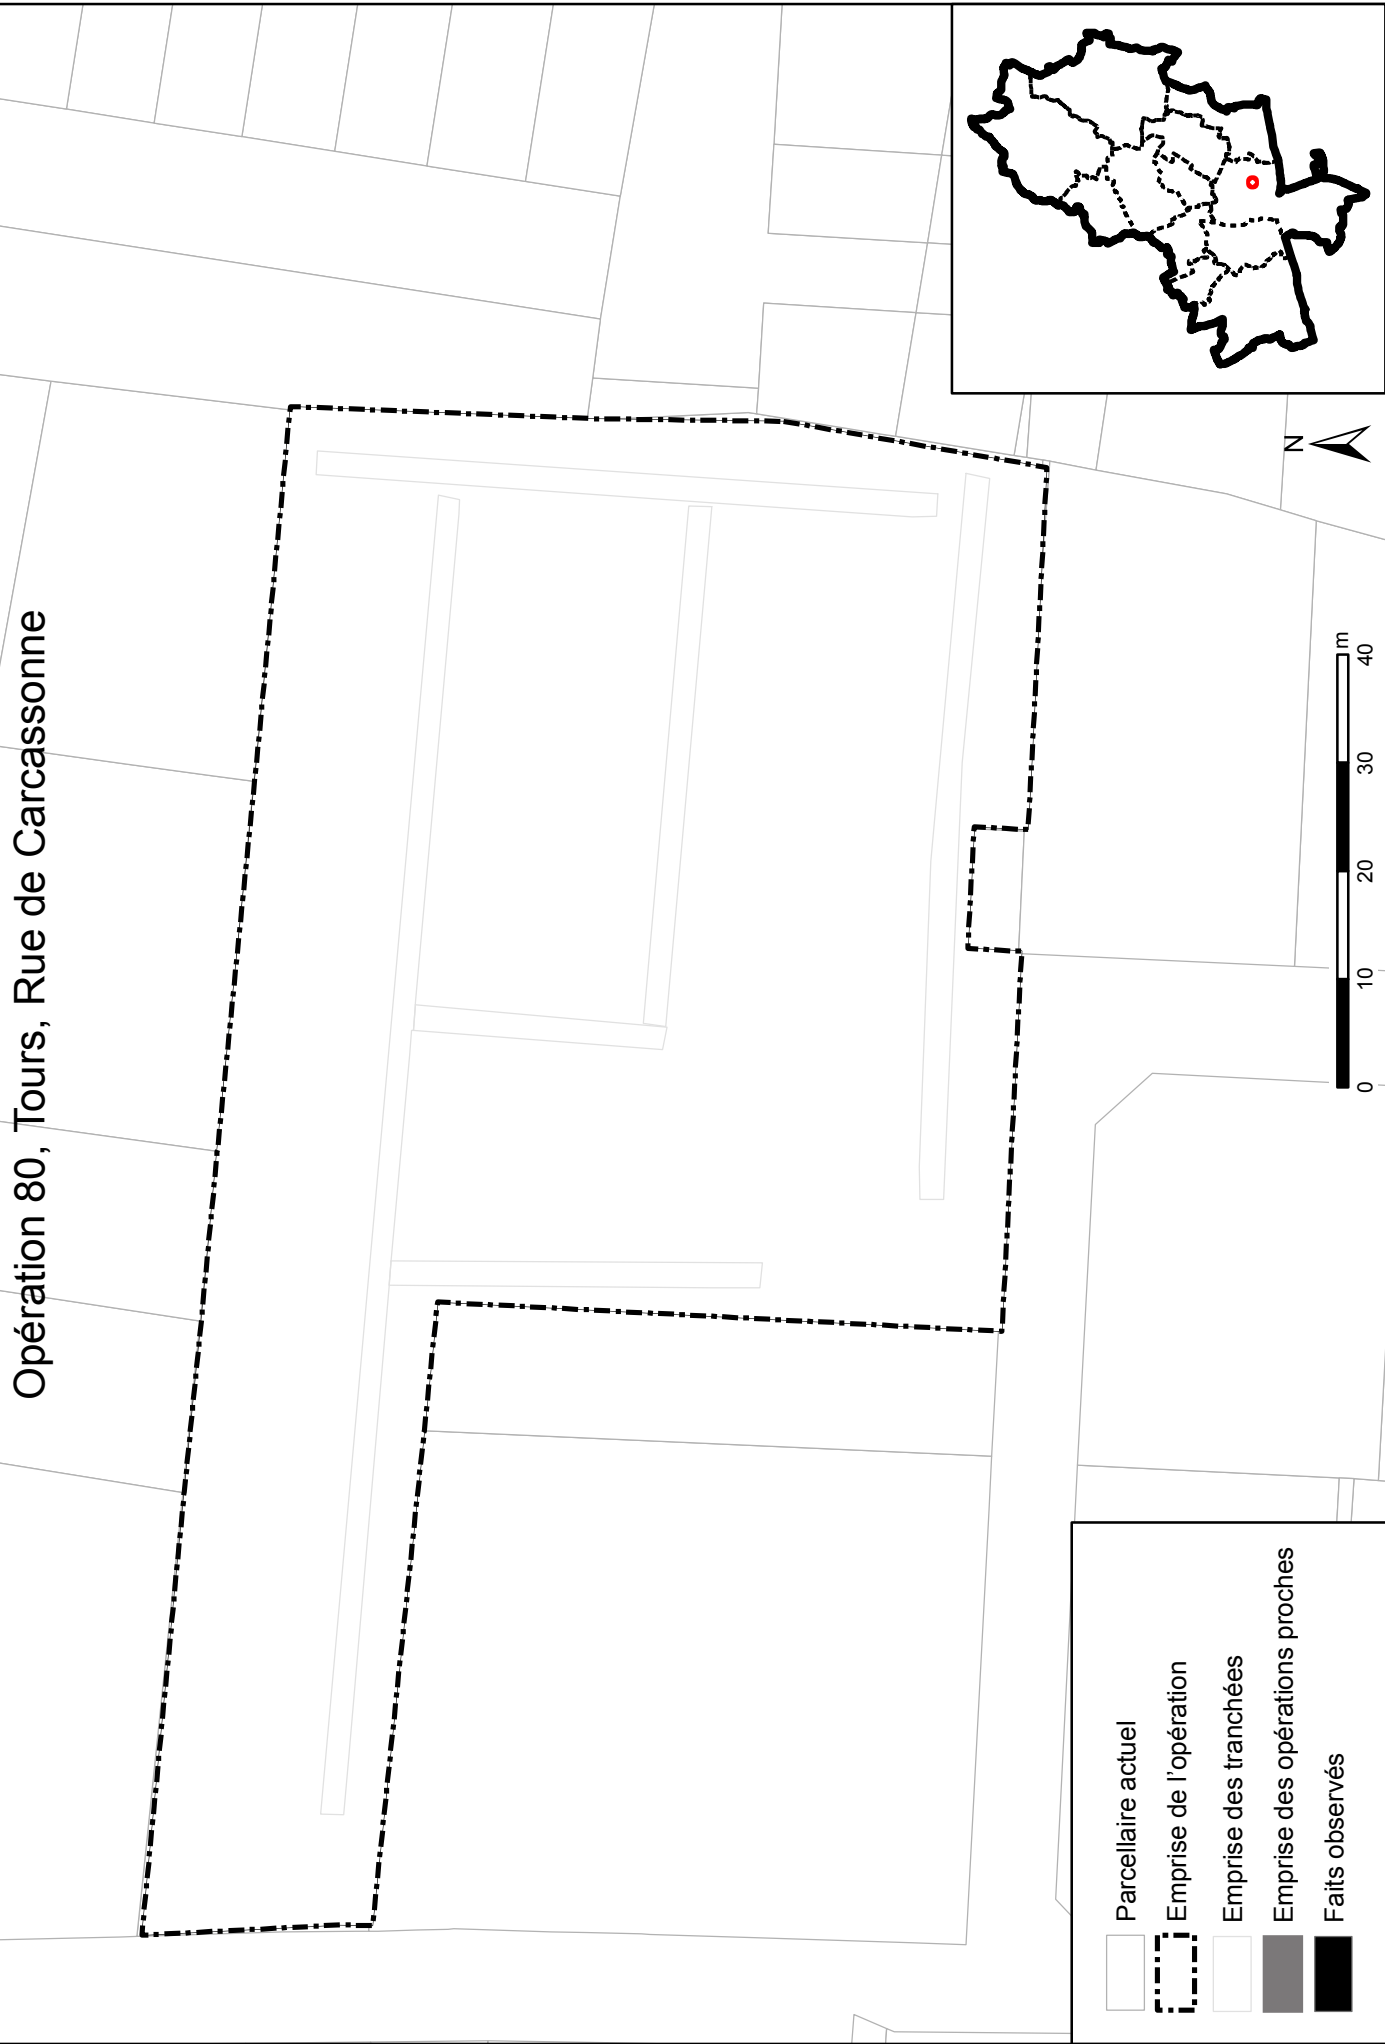 Opération 80, Tours, Rue de Carcassonne
N
0 10 20 30 40 m
Parcellaire actuel
Emprise de l'opération
Emprise des tranchées
Emprise des opérations proches
Faits observés